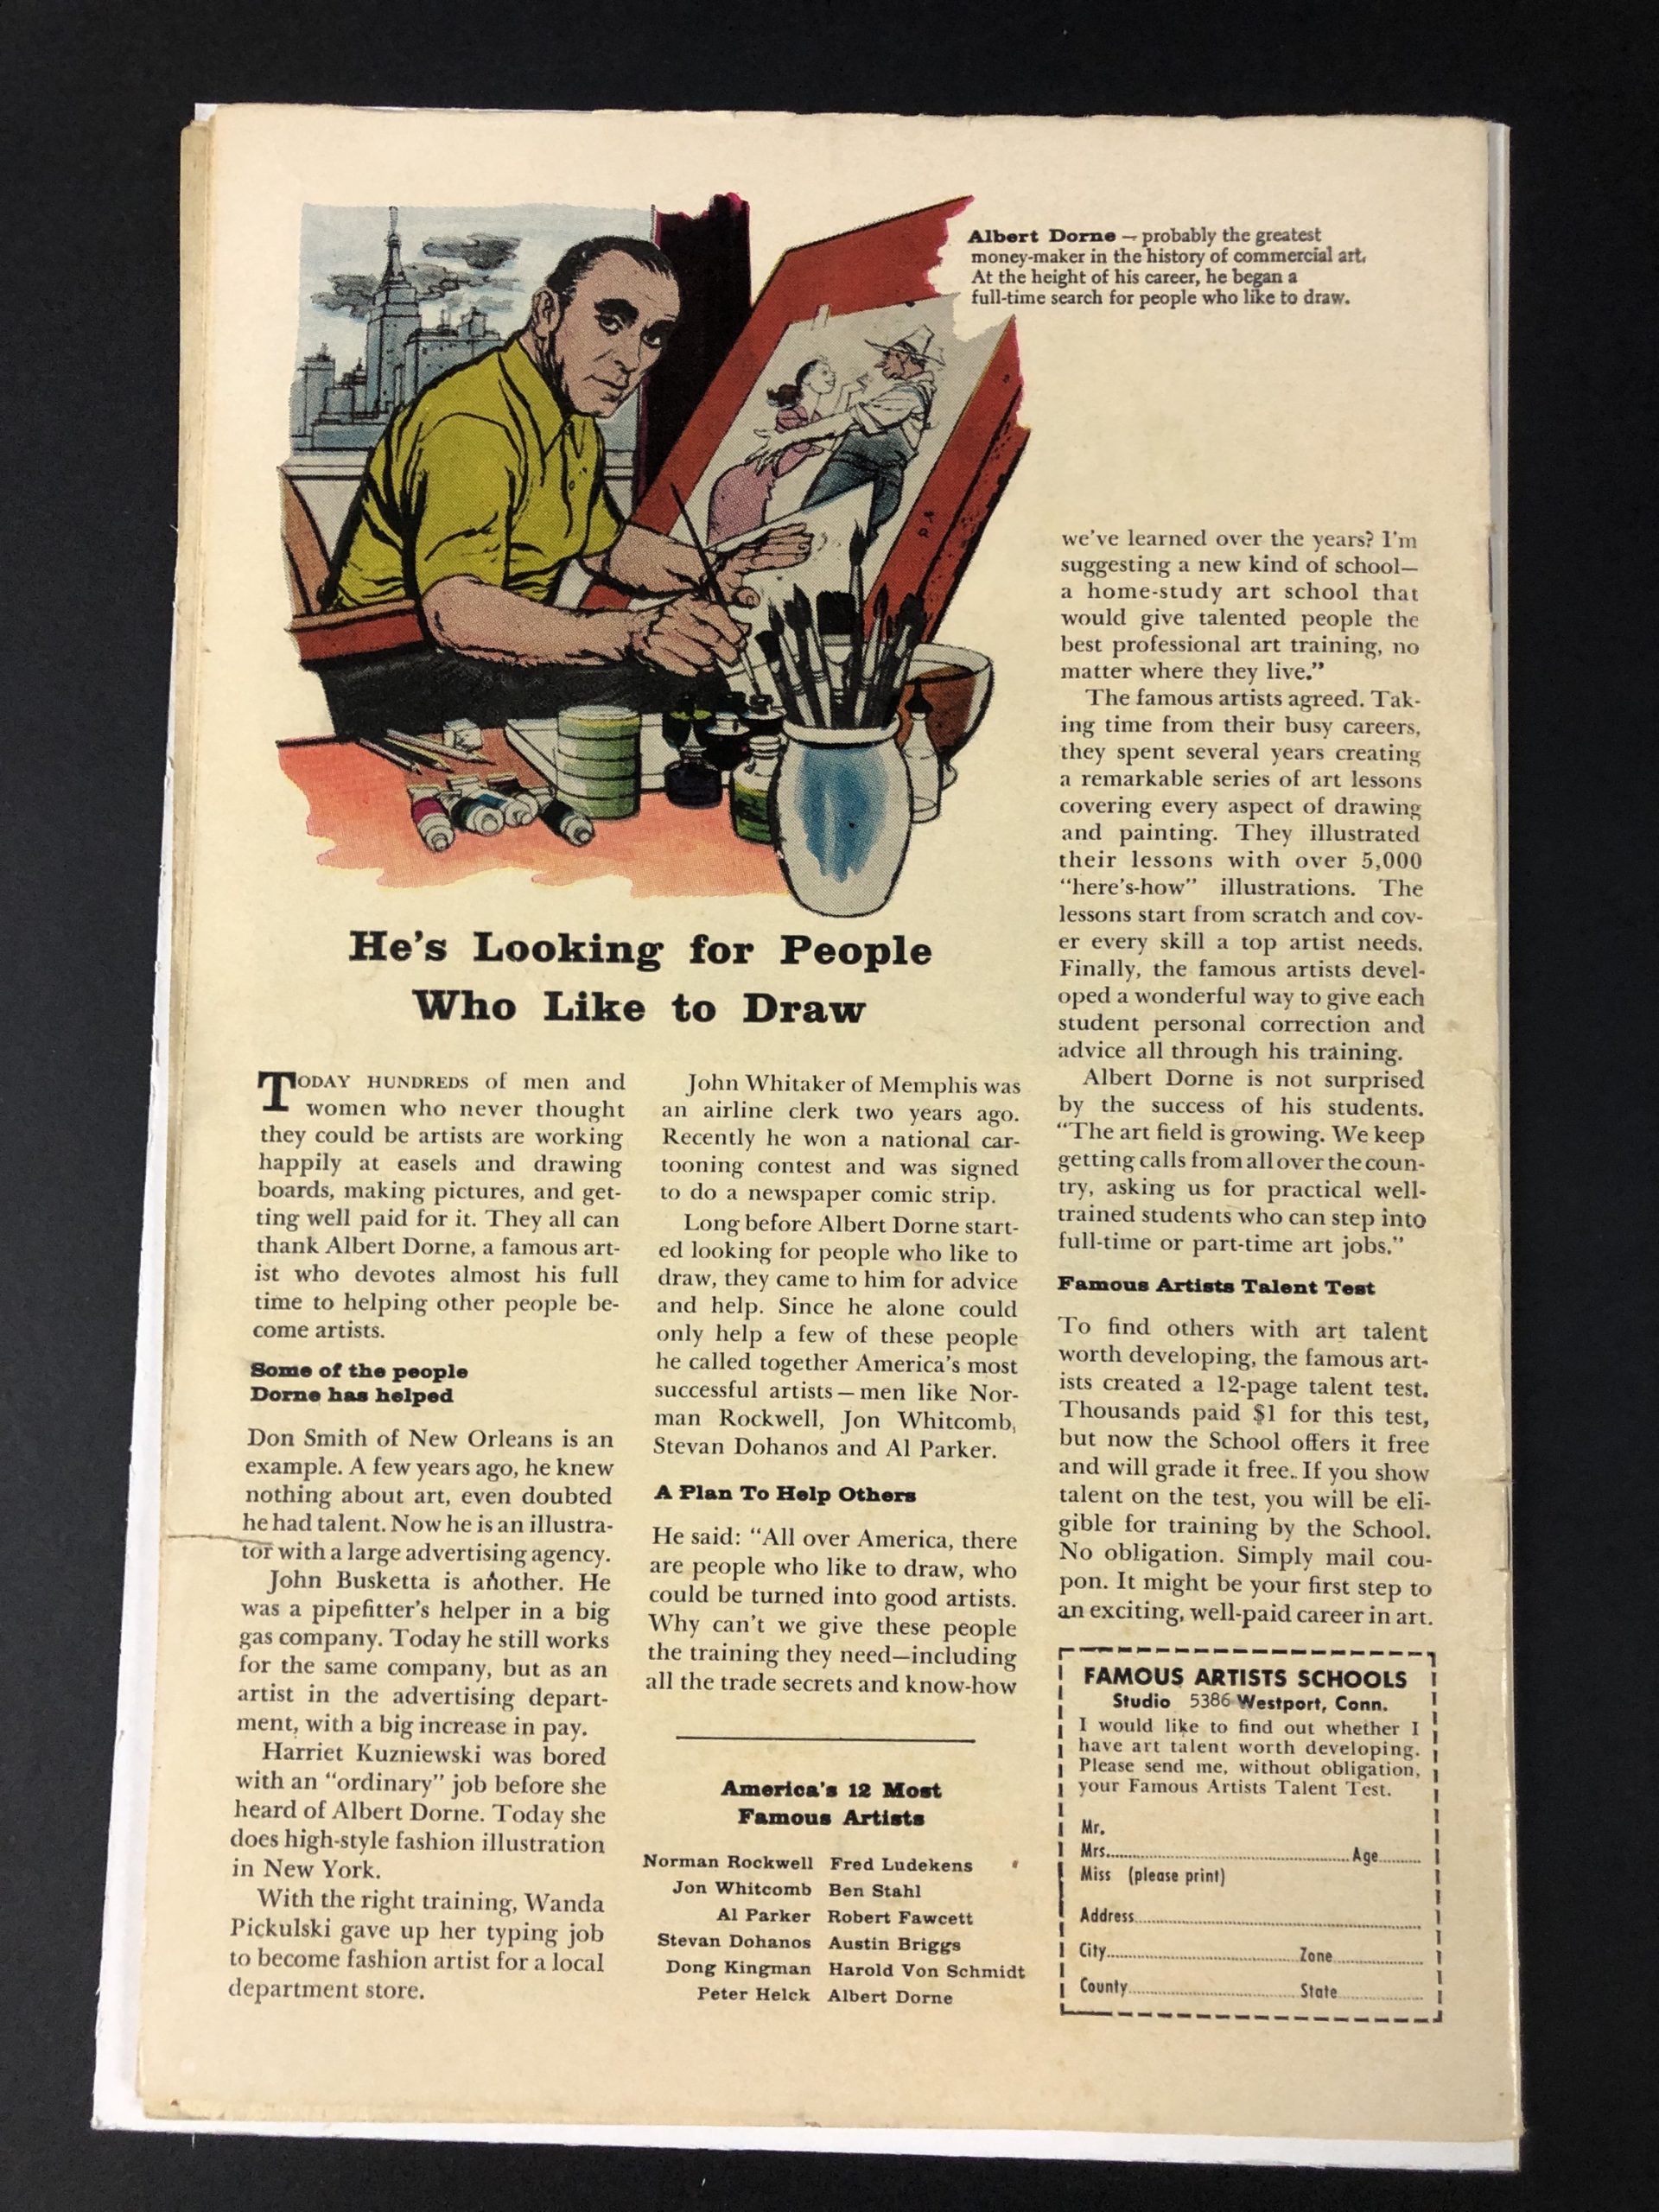 Albert Dorne — probably the greatest
money-maker in the history of commercial art.
At the height of his career, he began a
full-time search for people who like to draw.
He's Looking for People
Who Like to Draw
TODAY HUNDREDS of men and
women who never thought
they could be artists are working
happily at easels and drawing
boards, making pictures, and get-
ting well paid for it. They all can
thank Albert Dorne, a famous art-
ist who devotes almost his full
time to helping other people be-
come artists.
Some of the people
Dorne has helped
Don Smith of New Orleans is an
example. A few years ago, he knew
nothing about art, even doubted
he had talent. Now he is an illustra-
tor with a large advertising agency.
John Busketta is another. He
was a pipefitter's helper in a big
gas company. Today he still works
for the same company, but as an
artist in the advertising depart-
ment, with a big increase in pay.
Harriet Kuzniewski was bored
with an "ordinary" job before she
heard of Albert Dorne. Today she
does high-style fashion illustration
in New York.
With the right training, Wanda
Pickulski gave up her typing job
to become fashion artist for a local
department store.
John Whitaker of Memphis was
an airline clerk two years ago.
Recently he won a national car-
tooning contest and was signed
to do a newspaper comic strip.
Long before Albert Dorne start-
ed looking for people who like to
draw, they came to him for advice
and help. Since he alone could
only help a few of these people
he called together America's most
successful artists — men like Nor-
man Rockwell, Jon Whitcomb,
Stevan Dohanos and Al Parker.
A Plan To Help Others
He said: "All over America, there
are people who like to draw, who
could be turned into good artists.
Why can't we give these people
the training they need—including
all the trade secrets and know-how
America's 12 Most
Famous Artists
Norman Rockwell Fred Ludekens
Jon Whitcomb Ben Stahl
Al Parker Robert Fawcett
Stevan Dohanos Austin Briggs
Dong Kingman Harold Von Schmidt
Peter Helck Albert Dorne
we've learned over the years? I'm
suggesting a new kind of school—
a home-study art school that
would give talented people the
best professional art training, no
matter where they live."
The famous artists agreed. Tak-
ing time from their busy careers,
they spent several years creating
a remarkable series of art lessons
covering every aspect of drawing
and painting. They illustrated
their lessons with over 5,000
"here's-how" illustrations. The
lessons start from scratch and cov-
er every skill a top artist needs.
Finally, the famous artists devel-
oped a wonderful way to give each
student personal correction and
advice all through his training.
Albert Dorne is not surprised
by the success of his students.
"The art field is growing. We keep
getting calls from all over the coun-
try, asking us for practical well-
trained students who can step into
full-time or part-time art jobs."
Famous Artists Talent Test
To find others with art talent
worth developing, the famous art-
ists created a 12-page talent test.
Thousands paid $1 for this test,
but now the School offers it free
and will grade it free. If you show
talent on the test, you will be eli-
gible for training by the School.
No obligation. Simply mail cou-
pon. It might be your first step to
an exciting, well-paid career in art.
FAMOUS ARTISTS SCHOOLS
Studio 5386 Westport, Conn.
I would like to find out whether I
have art talent worth developing.
Please send me, without obligation,
your Famous Artists Talent Test.
Mr.
Mrs. Age
Miss (please print)
Address
City Zone
County State